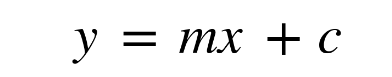 y = mx + c